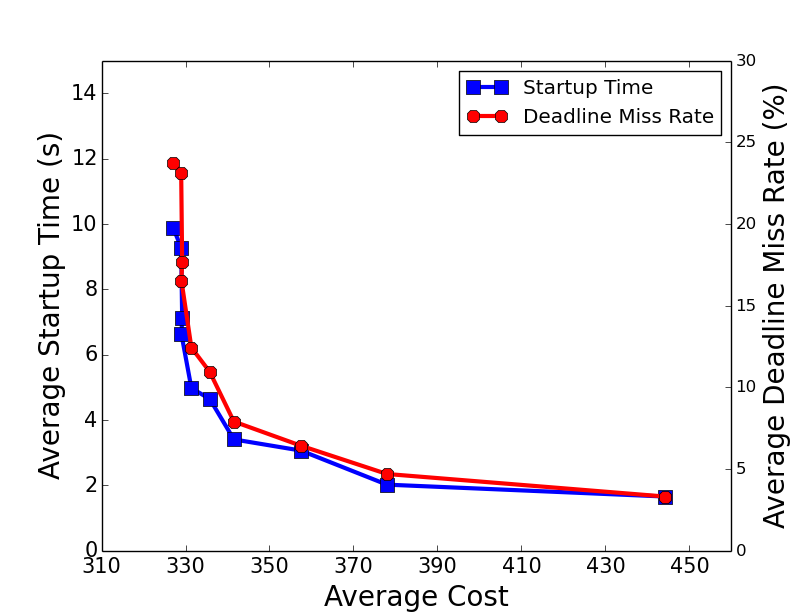 Startup Time
Deadline Miss Rate
Average Startup Time (s)
14
12
10
8
6
4
2
0
30
25
20
15
10
5
0
Average Deadline Miss Rate (%)
310 330 350 370 390 410 430 450
Average Cost